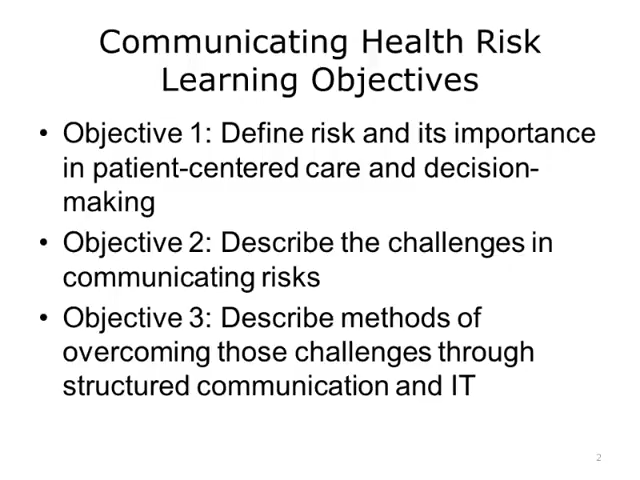 Communicating Health Risk
Learning Objectives
• Objective 1: Define risk and its importance
in patient-centered care and decision-
making
• Objective 2: Describe the challenges in
communicating risks
• Objective 3: Describe methods of
overcoming those challenges through
structured communication and IT
2